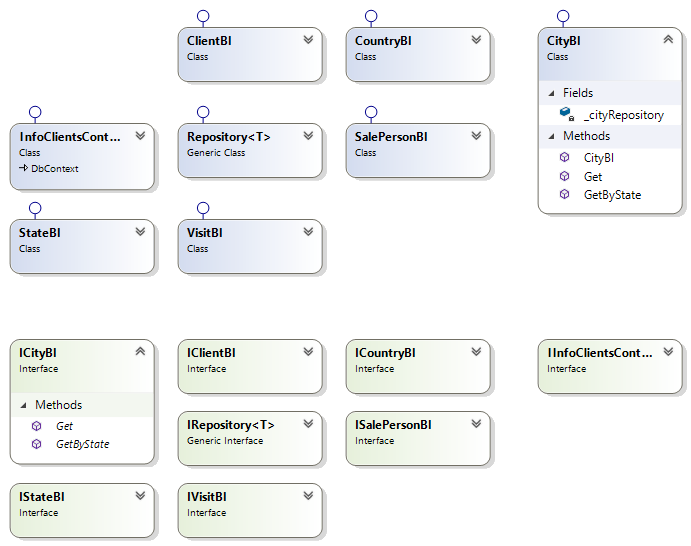 ClientBI
Class
CountryBI
Class
CityBI
Class
Fields
_cityRepository
Methods
CityBI
Get
GetByState
InfoClientsCont...
Class
DbContext
Repository<T>
Generic Class
SalePersonBI
Class
StateBI
Class
VisitBI
Class
ICityBI
Interface
Methods
Get
GetByState
IClientBI
Interface
ICountryBI
Interface
IInfoClientsCont...
Interface
IRepository<T>
Generic Interface
ISalePersonBI
Interface
IStateBI
Interface
IVisitBI
Interface